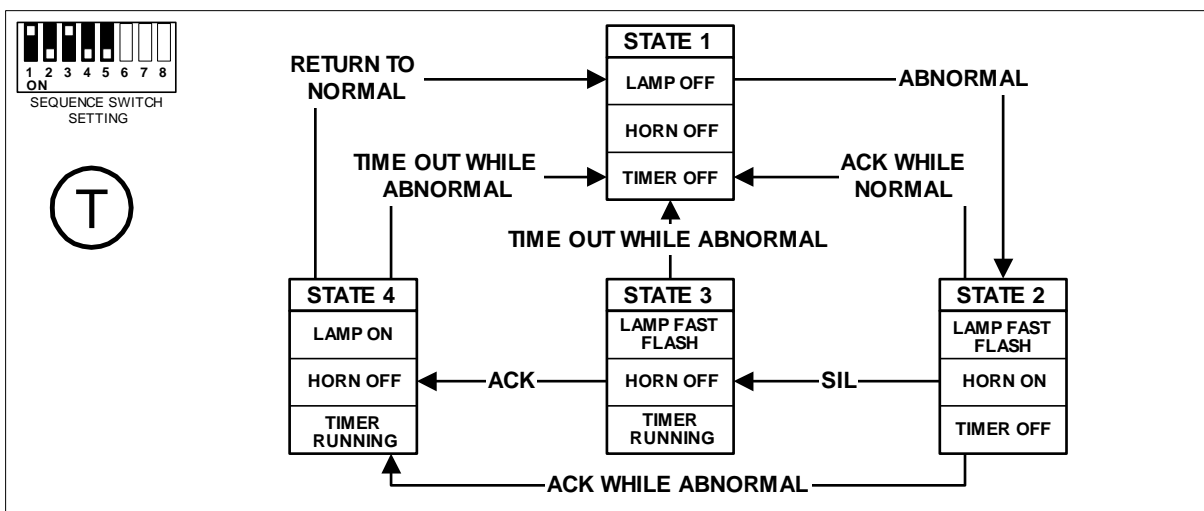 1 2 3 4 5 6 7 8
ON
SEQUENCE SWITCH
SETTING
T
RETURN TO
NORMAL
STATE 1
LAMP OFF
HORN OFF
TIMER OFF
ABNORMAL
TIME OUT WHILE
ABNORMAL
ACK WHILE
NORMAL
TIME OUT WHILE ABNORMAL
STATE 4
LAMP ON
HORN OFF
TIMER
RUNNING
ACK
STATE 3
LAMP FAST
FLASH
HORN OFF
TIMER
RUNNING
SIL
STATE 2
LAMP FAST
FLASH
HORN ON
TIMER OFF
ACK WHILE ABNORMAL